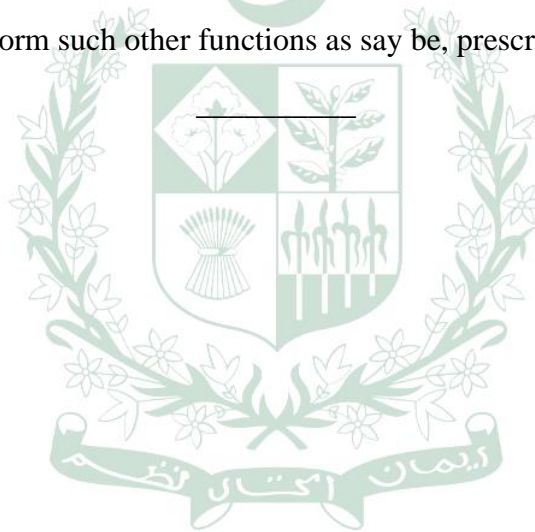 orm such other functions as say be, prescr
ایمان اتحاد نظم